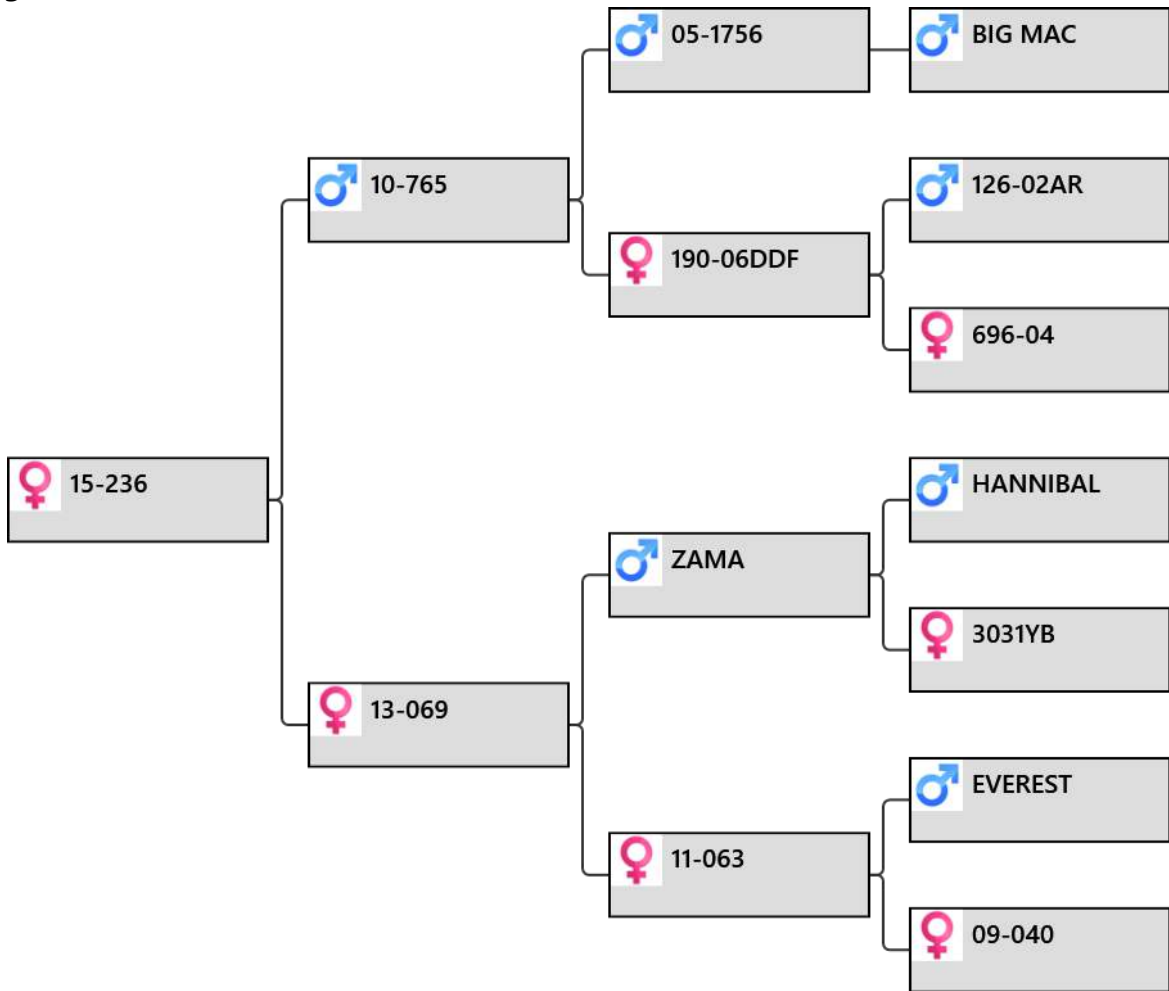 05-1756
BIG MAC
10-765
126-02AR
190-06DDF
696-04
15-236
HANNIBAL
ZAMA
3031YB
13-069
EVEREST
11-063
09-040